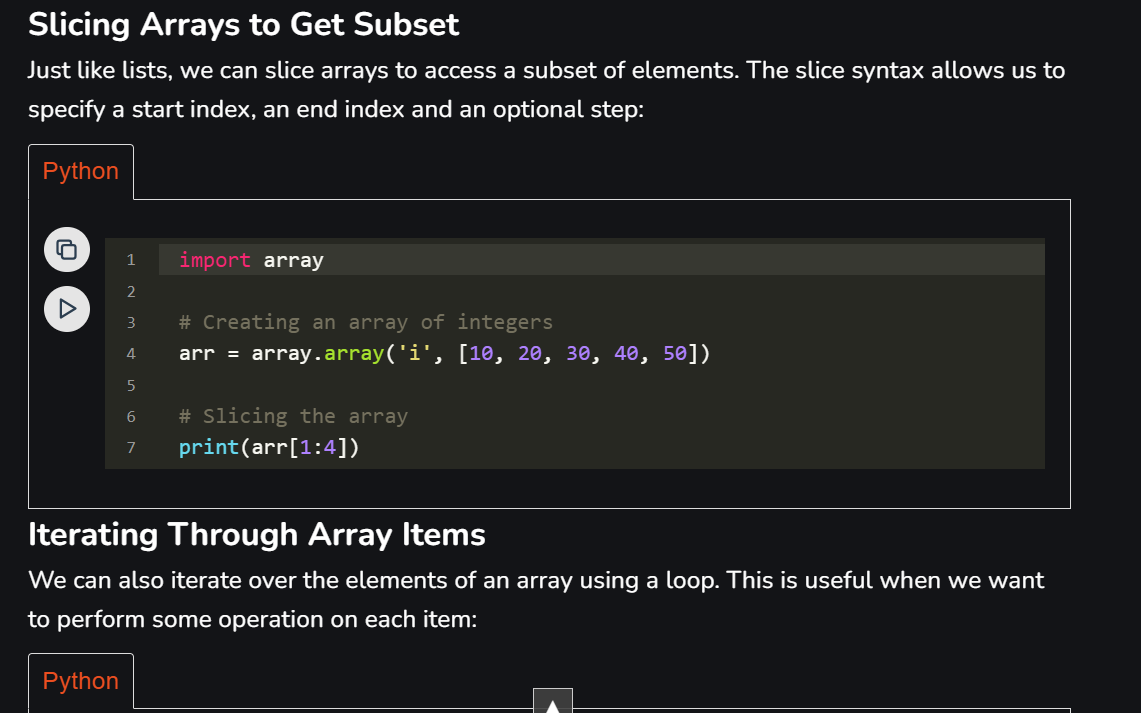 Slicing Arrays to Get Subset
Just like lists, we can slice arrays to access a subset of elements. The slice syntax allows us to
specify a start index, an end index and an optional step:
Python
1 import array
2
3 # Creating an array of integers
4 arr = array.array('i', [10, 20, 30, 40, 50])
5
6 # Slicing the array
7 print(arr[1:4])
Iterating Through Array Items
We can also iterate over the elements of an array using a loop. This is useful when we want
to perform some operation on each item:
Python